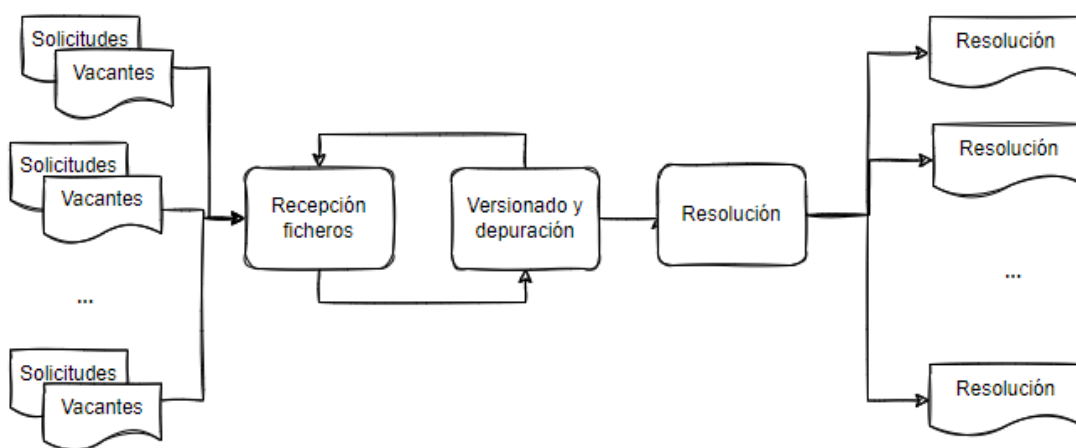 Solicitudes
Vacantes
Solicitudes
Vacantes
...
Solicitudes
Vacantes
Recepción
ficheros
Versionado y
depuración
Resolución
Resolución
Resolución
...
Resolución